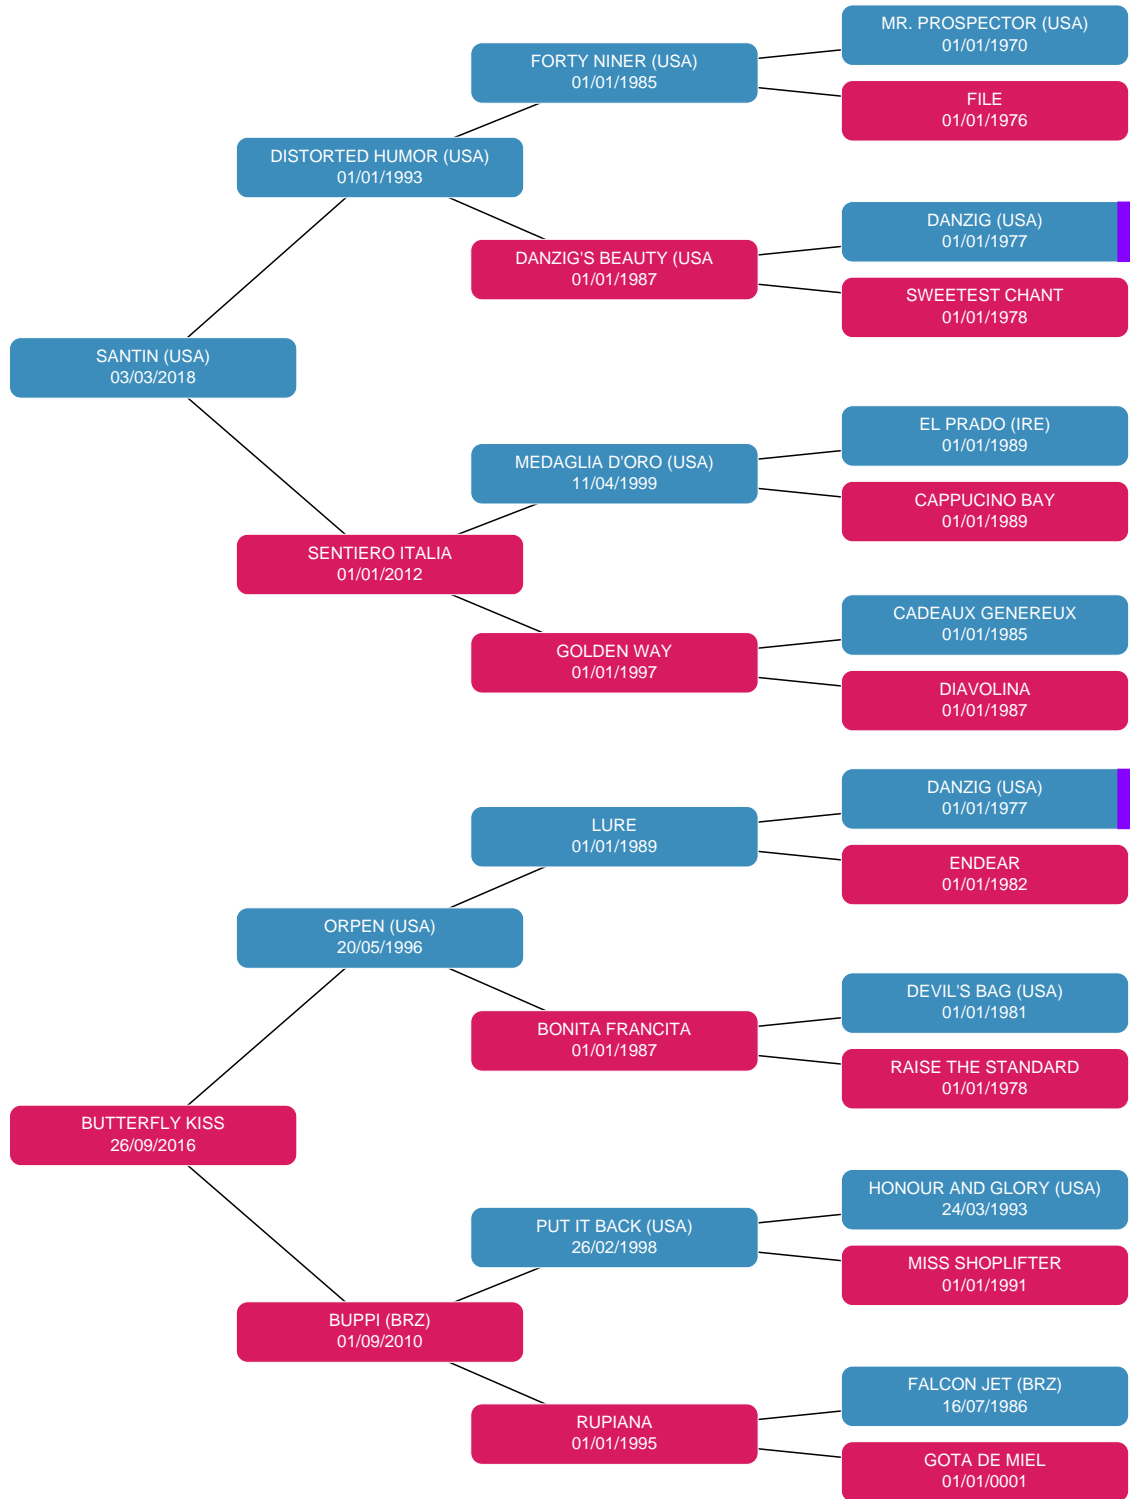 MR. PROSPECTOR (USA)
01/01/1970
FORTY NINER (USA)
01/01/1985
FILE
01/01/1976
DISTORTED HUMOR (USA)
01/01/1993
DANZIG (USA)
01/01/1977
DANZIG'S BEAUTY (USA
01/01/1987
SWEETEST CHANT
01/01/1978
SANTIN (USA)
03/03/2018
EL PRADO (IRE)
01/01/1989
MEDAGLIA D'ORO (USA)
11/04/1999
CAPPUCINO BAY
01/01/1989
SENTIERO ITALIA
01/01/2012
CADEAUX GENEREUX
01/01/1985
GOLDEN WAY
01/01/1997
DIAVOLINA
01/01/1987
DANZIG (USA)
01/01/1977
LURE
01/01/1989
ENDEAR
01/01/1982
ORPEN (USA)
20/05/1996
DEVIL'S BAG (USA)
01/01/1981
BONITA FRANCITA
01/01/1987
RAISE THE STANDARD
01/01/1978
BUTTERFLY KISS
26/09/2016
HONOUR AND GLORY (USA)
24/03/1993
PUT IT BACK (USA)
26/02/1998
MISS SHOPLIFTER
01/01/1991
BUPPI (BRZ)
01/09/2010
FALCON JET (BRZ)
16/07/1986
RUPIANA
01/01/1995
GOTA DE MIEL
01/01/0001